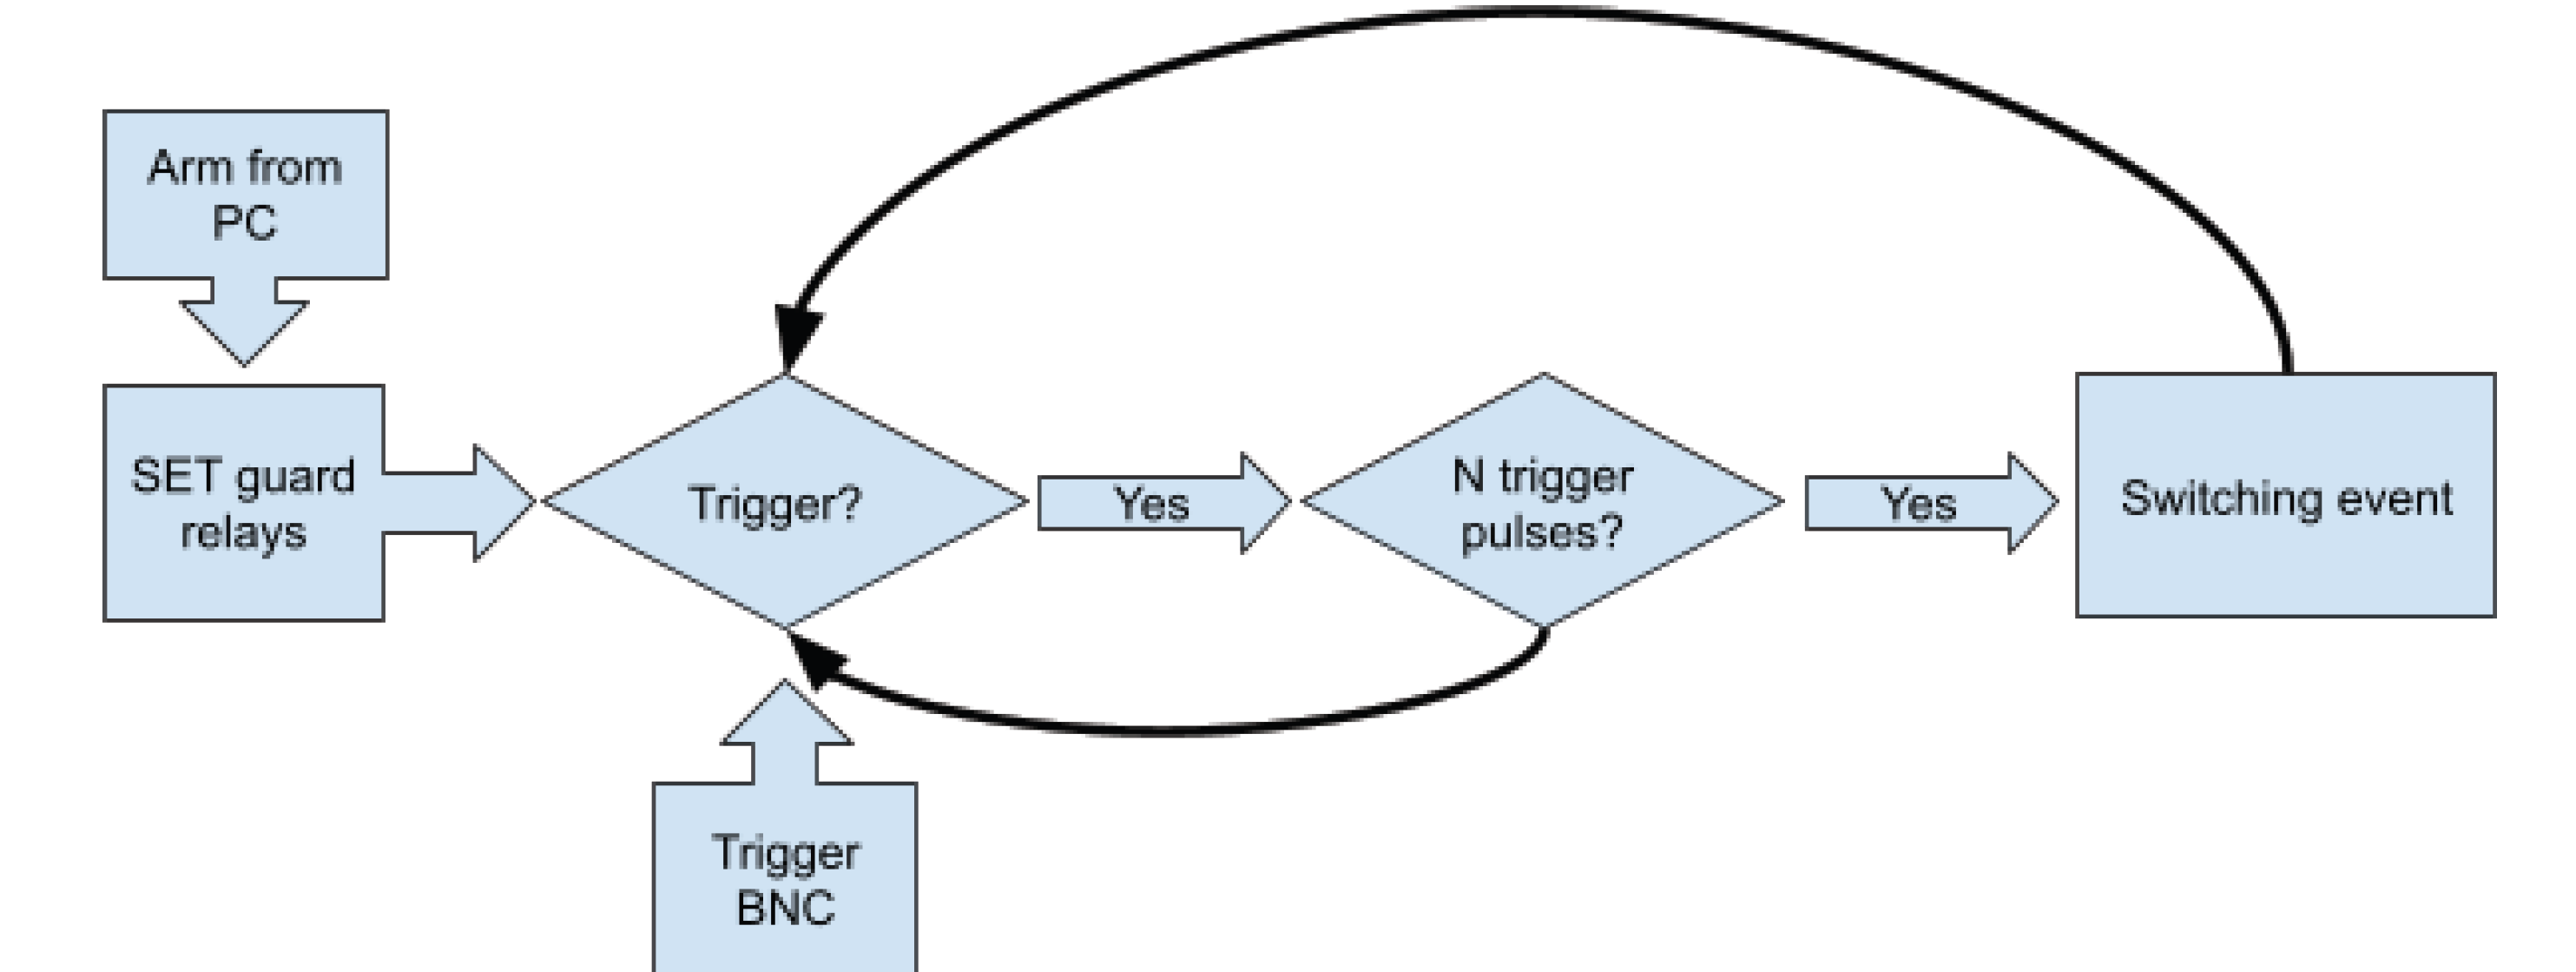 Arm from
PC
SET guard
relays
Trigger?
Yes
N trigger
pulses?
Yes
Switching event
Trigger
BNC